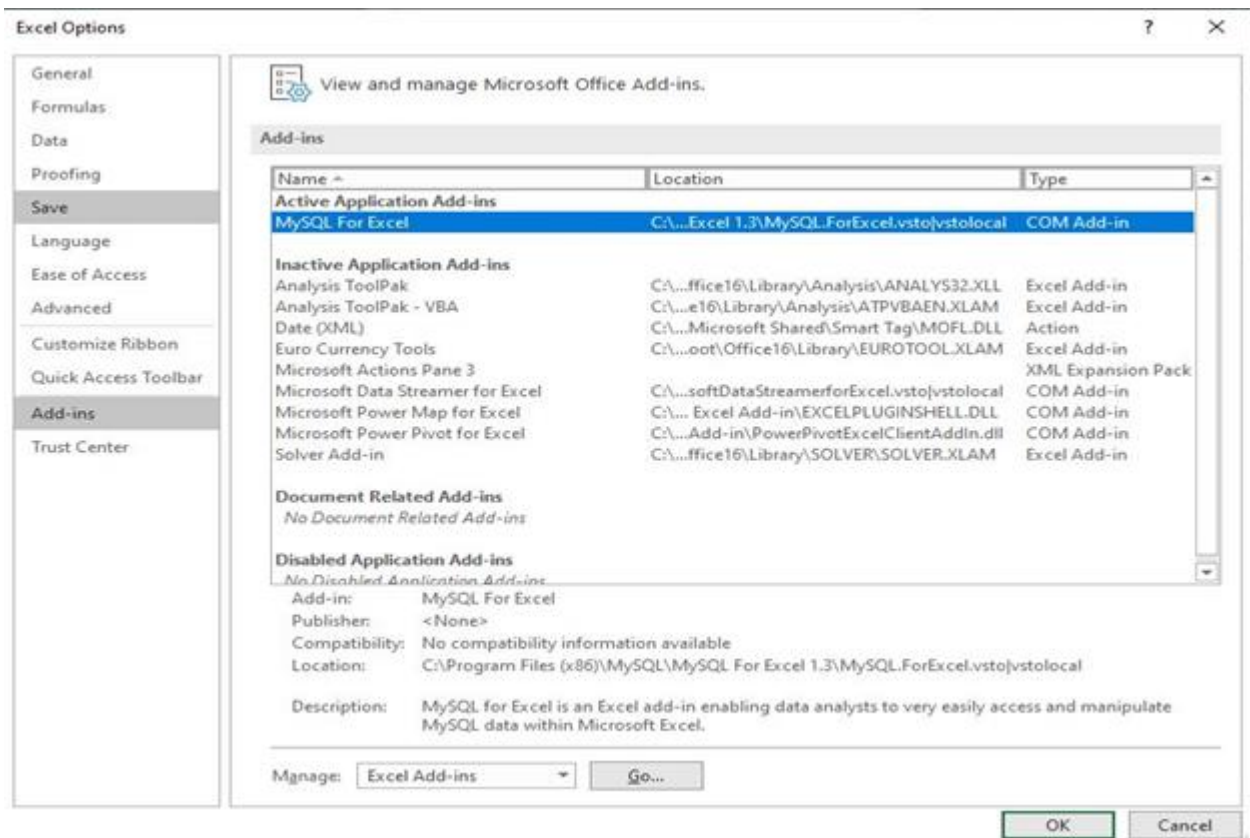 Excel Options
?
General
Formulas
Data
Proofing
Save
Language
Ease of Access
Advanced
Customize Ribbon
Quick Access Toolbar
Add-ins
Trust Center
View and manage Microsoft Office Add-ins.
Add-ins
Name Location Type
Active Application Add-ins
MySQL For Excel C:\...Excel 1.3\MySQL.ForExcel.vsto|vstolocal COM Add-in
Inactive Application Add-ins
Analysis ToolPak C:\...ffice16\Library\Analysis\ANALYS32.XLL Excel Add-in
Analysis ToolPak - VBA C:\...e16\Library\Analysis\ATPVBAEN.XLAM Excel Add-in
Date (XML) C:\...Microsoft Shared\Smart Tag\MOFL.DLL Action
Euro Currency Tools C:\...oot\Office16\Library\EUROTOOL.XLAM Excel Add-in
Microsoft Actions Pane 3 XML Expansion Pack
Microsoft Data Streamer for Excel C:\...softDataStreamerforExcel.vsto|vstolocal COM Add-in
Microsoft Power Map for Excel C:\... Excel Add-in\EXCELPLUGINSHELL.DLL COM Add-in
Microsoft Power Pivot for Excel C:\...Add-in\PowerPivotExcelClientAddIn.dll COM Add-in
Solver Add-in C:\...ffice16\Library\SOLVER\SOLVER.XLAM Excel Add-in
Document Related Add-ins
No Document Related Add-ins
Disabled Application Add-ins
No Disabled Application Add-ins
Add-in: MySQL For Excel
Publisher: <None>
Compatibility: No compatibility information available
Location: C:\Program Files (x86)\MySQL\MySQL For Excel 1.3\MySQL.ForExcel.vsto|vstolocal
Description: MySQL for Excel is an Excel add-in enabling data analysts to very easily access and manipulate
MySQL data within Microsoft Excel.
Manage: Excel Add-ins Go...
OK Cancel